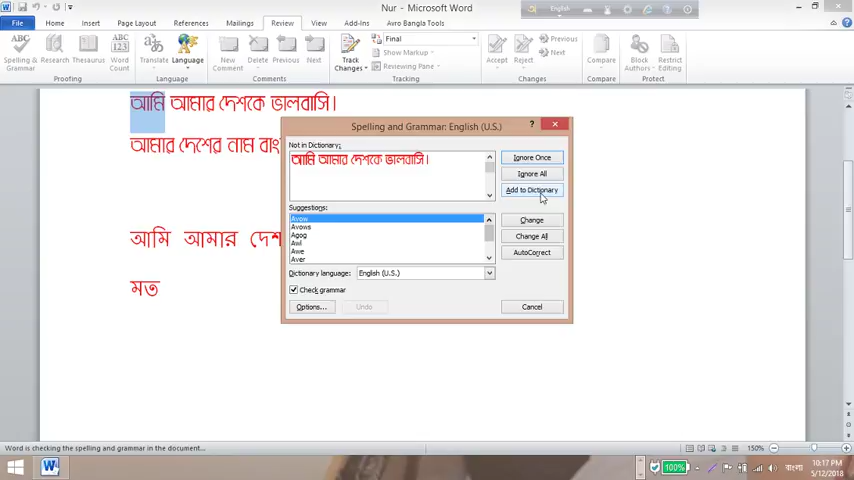 Nur - Microsoft Word
English
File Home Insert Page Layout References Mailings Review View Add-Ins Avro Bangla Tools
Spelling & Grammar Research Thesaurus Word Count Translate Language New Comment Delete Previous Next Track Changes Final Show Markup Reviewing Pane Accept Reject Previous Next Compare Block Authors Restrict Editing
Proofing Language Comments Tracking Changes Compare Protect
আমি আমার দেশকে ভালবাসি।
আমার দেশের নাম বাং
আমি আমার দেশ
মত
Spelling and Grammar: English (U.S.)
Not in Dictionary:
আমি আমার দেশকে ভালবাসি।
Ignore Once
Ignore All
Add to Dictionary
Suggestions:
Avow
Avows
Agog
Awl
Awe
Aver
Change
Change All
AutoCorrect
Dictionary language: English (U.S.)
Check grammar
Options... Undo Cancel
Word is checking the spelling and grammar in the document...
150%
100%
বাংলা
10:17 PM
5/12/2018